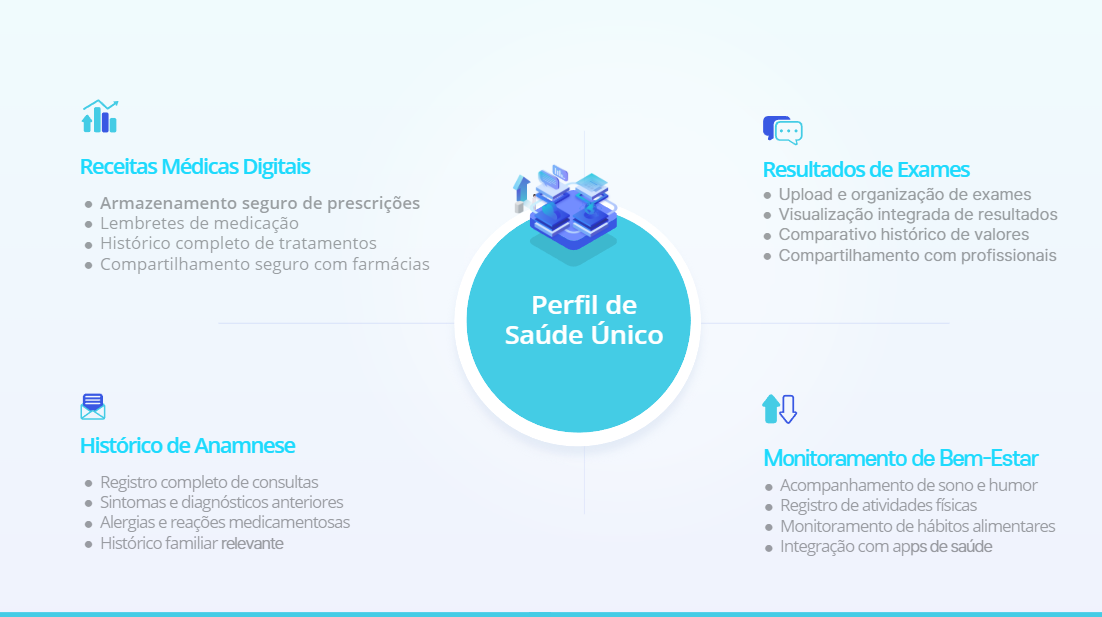 Receitas Médicas Digitais
Armazenamento seguro de prescrições
Lembretes de medicação
Histórico completo de tratamentos
Compartilhamento seguro com farmácias
Resultados de Exames
Upload e organização de exames
Visualização integrada de resultados
Comparativo histórico de valores
Compartilhamento com profissionais
Perfil de
Saúde Único
Histórico de Anamnese
Registro completo de consultas
Sintomas e diagnósticos anteriores
Alergias e reações medicamentosas
Histórico familiar relevante
Monitoramento de Bem-Estar
Acompanhamento de sono e humor
Registro de atividades físicas
Monitoramento de hábitos alimentares
Integração com apps de saúde